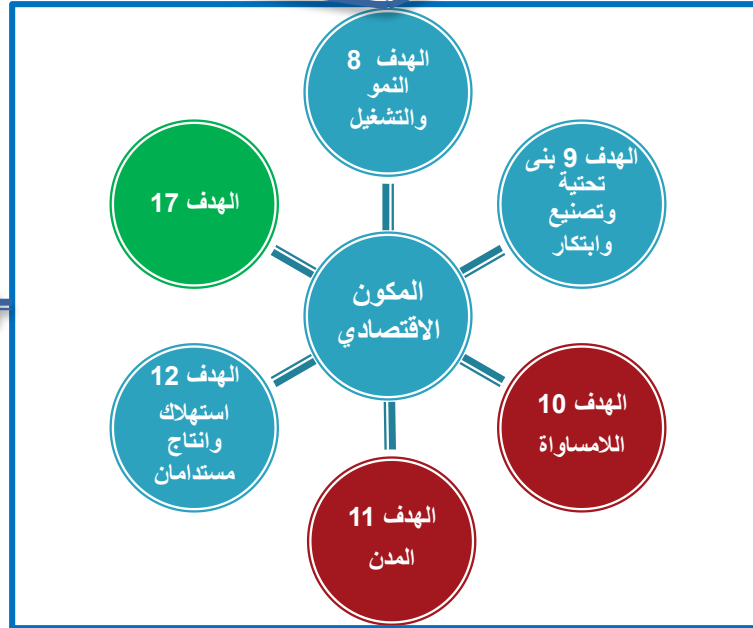 الهدف 8
النمو
والتشغيل
الهدف 9 بنى
تحتية
وتصنيع
وابتكار
الهدف 10
اللامساواة
الهدف 11
المدن
الهدف 12
استهلاك
وانتاج
مستدامان
الهدف 17
المكون
الاقتصادي